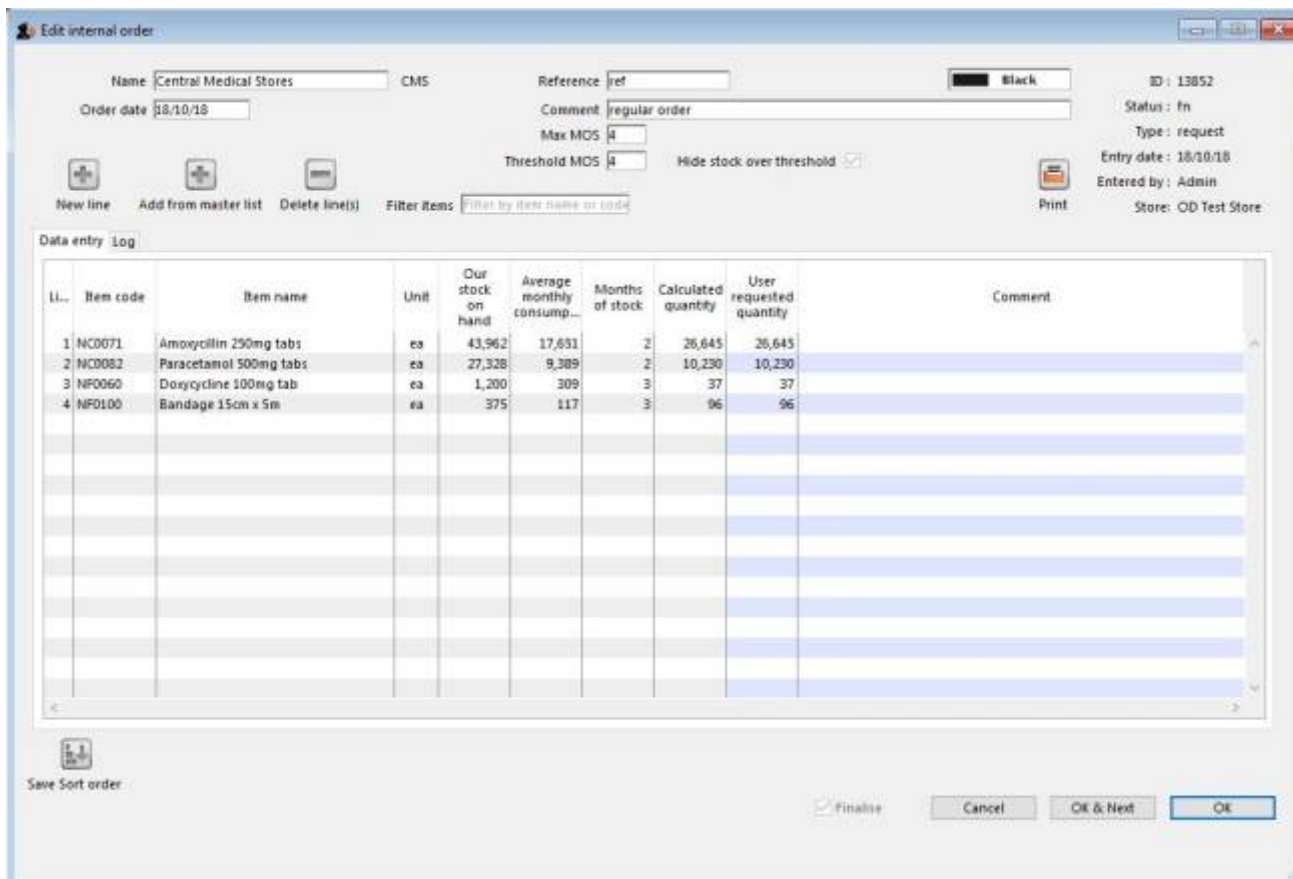 Edit internal order
Name Central Medical Stores CMS Reference ref Black ID : 13852
Order date 18/10/18 Comment regular order Status : fn
Max MOS 4 Type : request
Threshold MOS 4 Hide stock over threshold Entry date : 18/10/18
Entered by : Admin
New line Add from master list Delete line(s) Filter items Filter by item name or code Print Store: OD Test Store
Data entry Log
Li... Item code Item name Unit Our stock on hand Average monthly consump... Months of stock Calculated quantity User requested quantity Comment
1 NC0071 Amoxycillin 250mg tabs ea 43,962 17,651 2 26,645 26,645
2 NC0082 Paracetamol 500mg tabs ea 27,328 9,389 2 10,230 10,230
3 NF0060 Doxycycline 100mg tab ea 1,200 309 3 37 37
4 NF0100 Bandage 15cm x 5m ea 375 117 3 96 96
Save Sort order
Finalise Cancel OK & Next OK